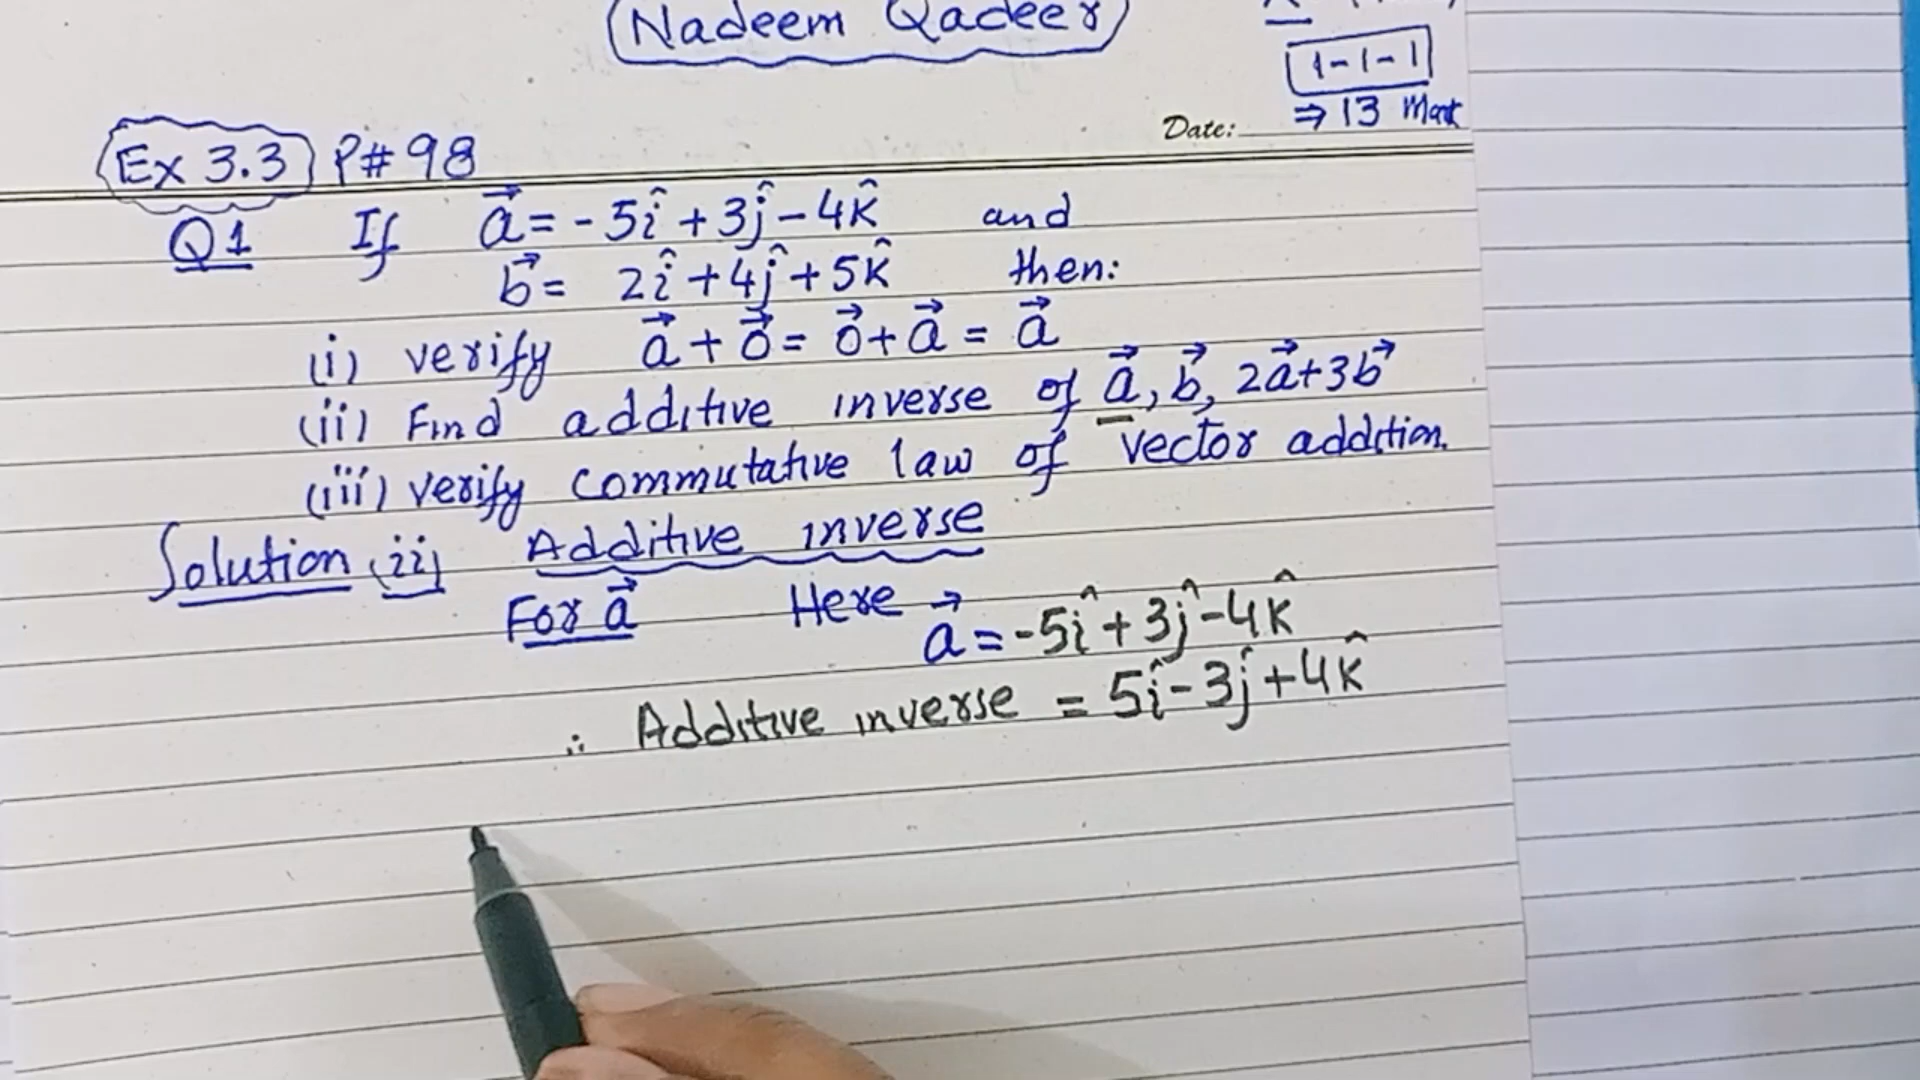 Nadeem Qadeer
1-1-1
⇒ 13 Mark
Date:
Ex 3.3 P# 98
Q1 If a⃗ = -5î + 3ĵ - 4k̂ and
b⃗ = 2î + 4ĵ + 5k̂ then:
(i) verify a⃗ + 0⃗ = 0⃗ + a⃗ = a⃗
(ii) Find additive inverse of a⃗, b⃗, 2a⃗+3b⃗
(iii) verify commutative law of vector addition.
Solution (ii) Additive inverse
For a⃗ Here a⃗ = -5î + 3ĵ - 4k̂
∴ Additive inverse = 5î - 3ĵ + 4k̂